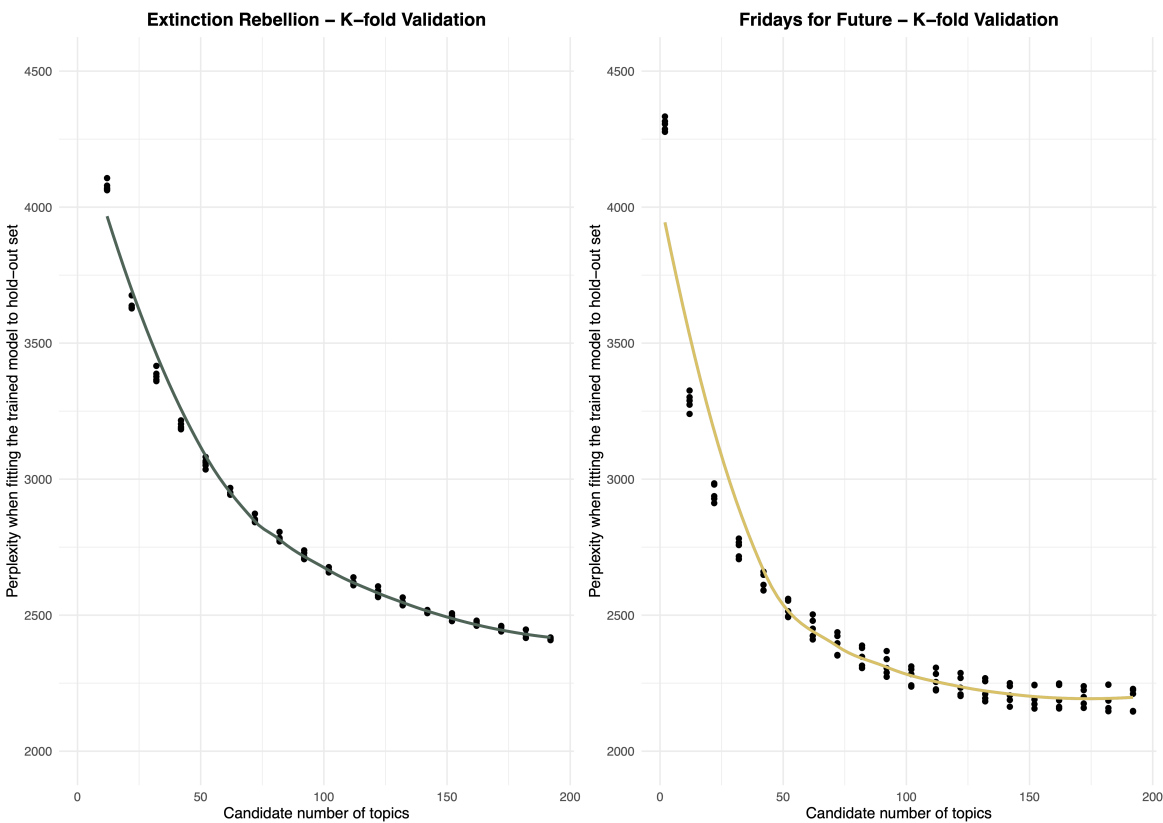 Extinction Rebellion − K−fold Validation
Perplexity when fitting the trained model to hold−out set
4500
4000
3500
3000
2500
2000
0 50 100 150 200
Candidate number of topics
Fridays for Future − K−fold Validation
Perplexity when fitting the trained model to hold−out set
4500
4000
3500
3000
2500
2000
0 50 100 150 200
Candidate number of topics